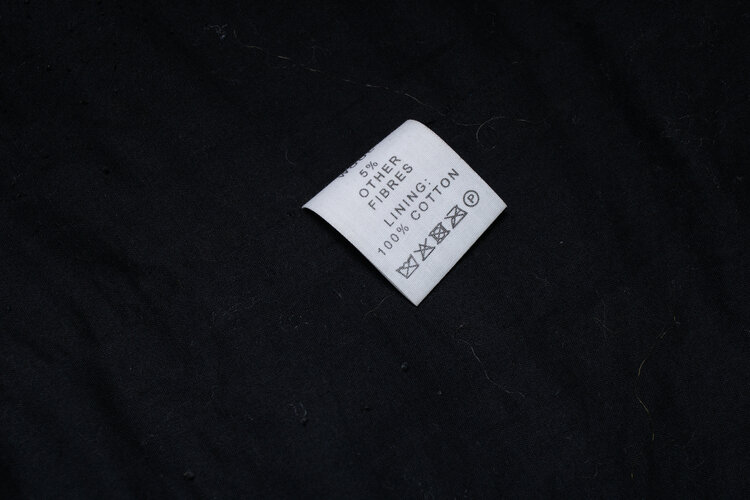 5%
OTHER
FIBRES
LINING:
100% COTTON
P